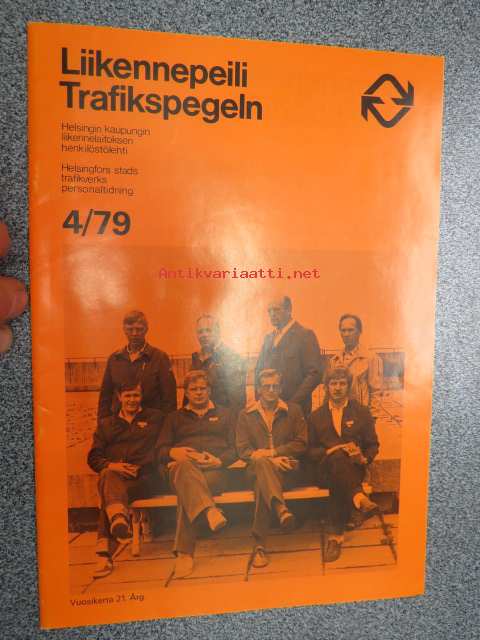 Liikennepeili
Trafikspegeln
Helsingin kaupungin
liikennelaitoksen
henkilöstölehti
Helsingfors stads
trafikverks
personaltidning
4/79
Antikvariaatti.net
Vuosikerta 21. Årg.